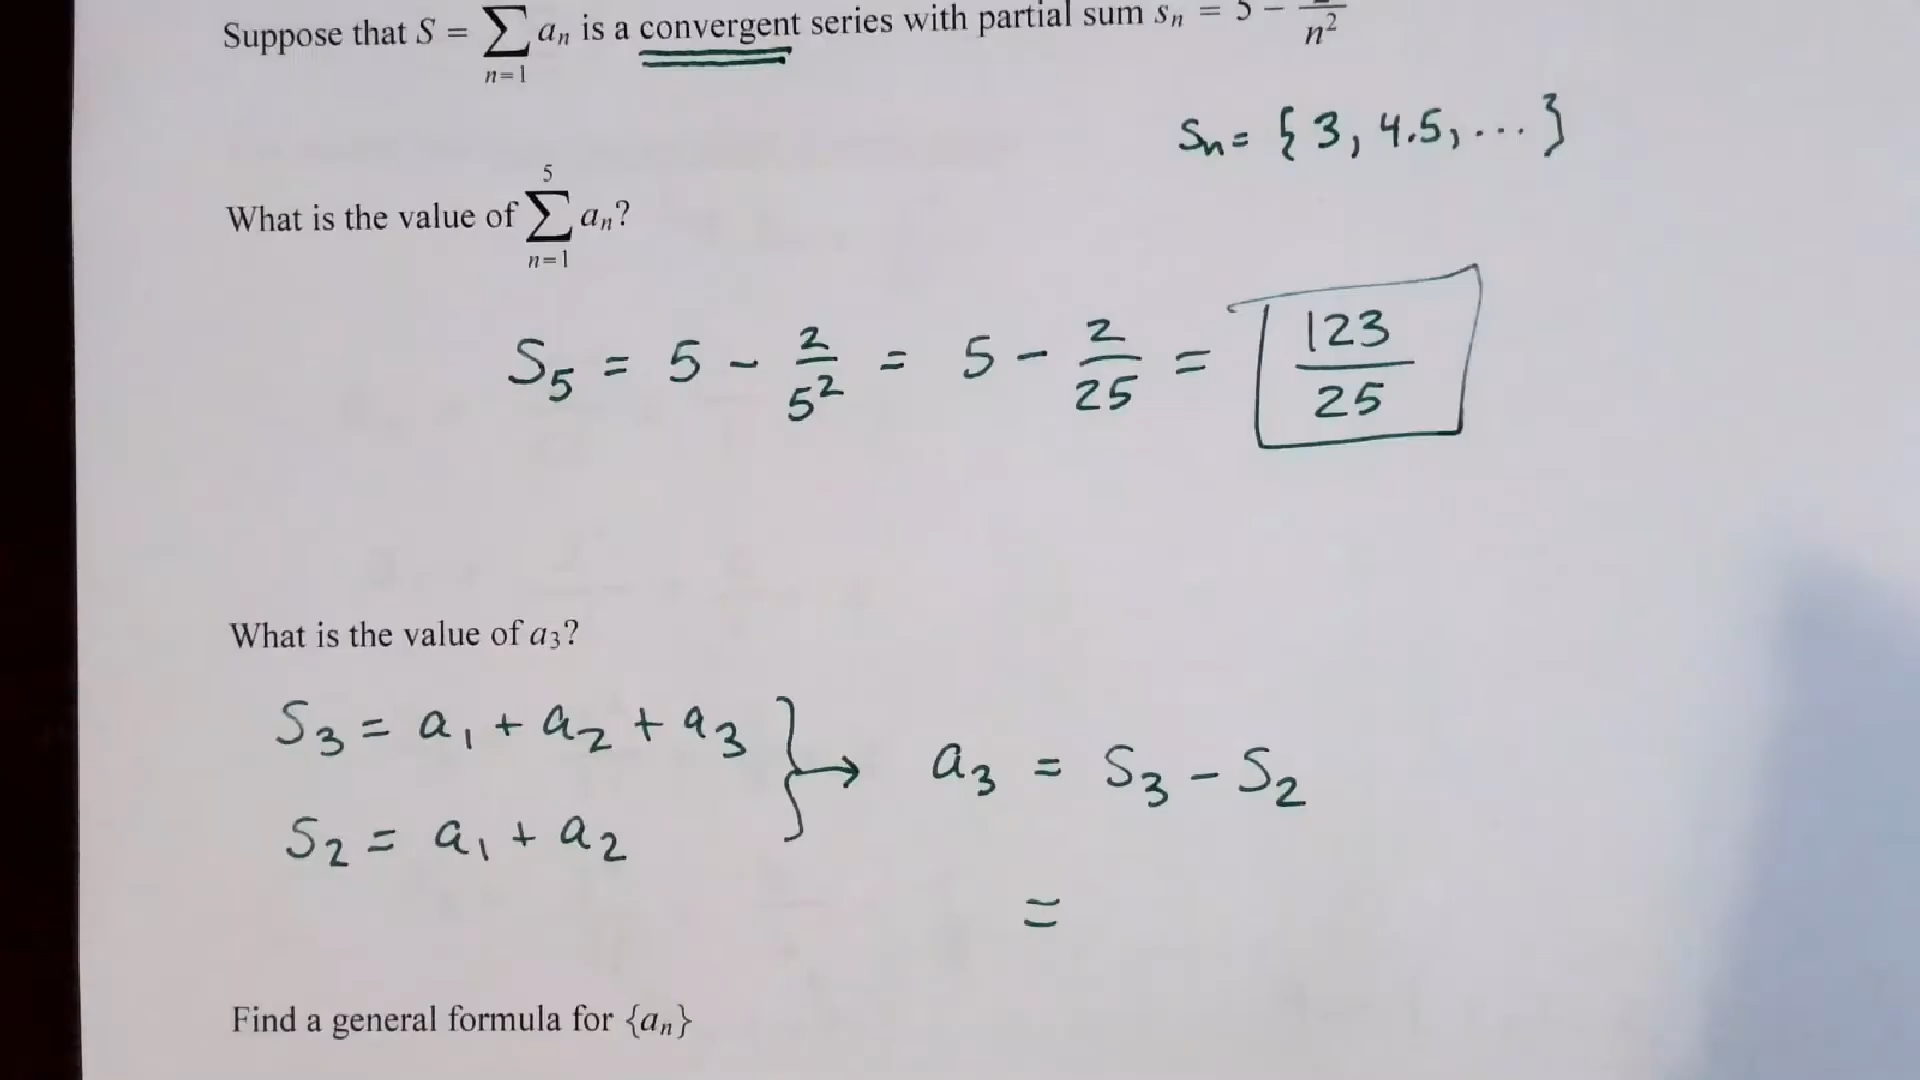 Suppose that S = ∑ aₙ is a convergent series with partial sum sₙ = 5 − /n²
n=1
Sₙ = { 3, 4.5, ... }
5
What is the value of ∑ aₙ?
n=1
S₅ = 5 − 2/5² = 5 − 2/25 = 123/25
What is the value of a₃?
S₃ = a₁ + a₂ + a₃ } → a₃ = S₃ − S₂
S₂ = a₁ + a₂
=
Find a general formula for {aₙ}